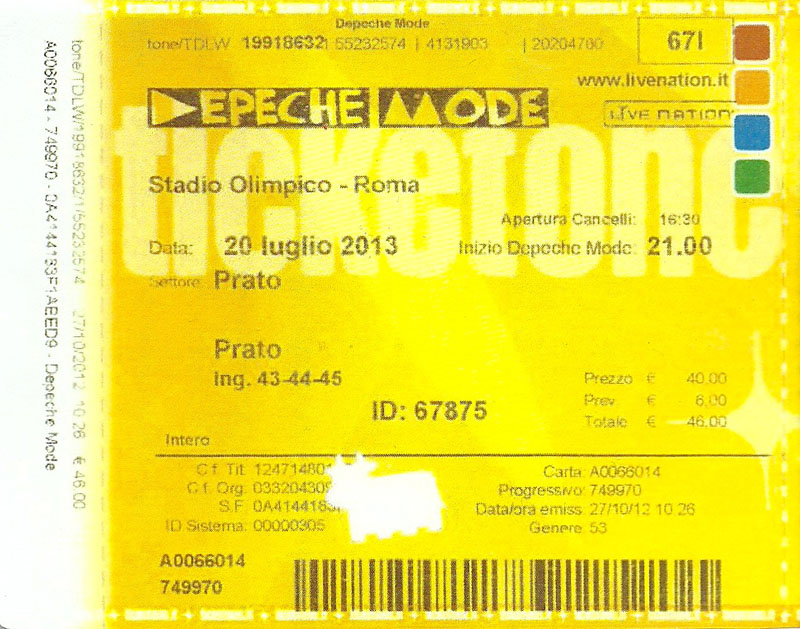 Depeche Mode
tone/TDLW 19918632 | 55232574 | 4131903 | 20204760
67I
www.livenation.it
DEPECHE MODE
LIVE NATION
ticketone
Stadio Olimpico - Roma
Apertura Cancelli: 16:30
Data: 20 luglio 2013 Inizio Depeche Mode: 21.00
Settore: Prato
Prato
Ing. 43-44-45
ID: 67875
Prezzo € 40,00
Prev. € 6,00
Totale € 46,00
Intero
C.f. Tit. 124714801
C.f. Org. 033204309
S.F. 0A4144183
ID Sistema: 00000305
Carta: A0066014
Progressivo: 749970
Data/ora emiss: 27/10/12 10:26
Genere: 53
A0066014
749970
tone/TDLW/19918632/1/55232574 27/10/2012 10:26 € 46,00
A0066014 - 749970 - 0A4144183F1AEED9 - Depeche Mode